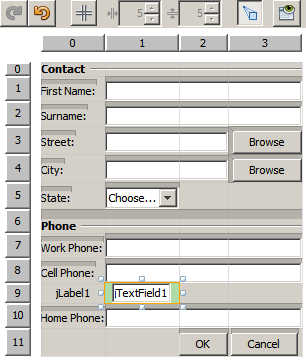 5 5
0 1 2 3
0 Contact
1 First Name:
2 Surname:
3 Street: Browse
4 City: Browse
5 State: Choose...
6 Phone
7 Work Phone:
8 Cell Phone:
9 jLabel1 jTextField1
10 Home Phone:
11 OK Cancel